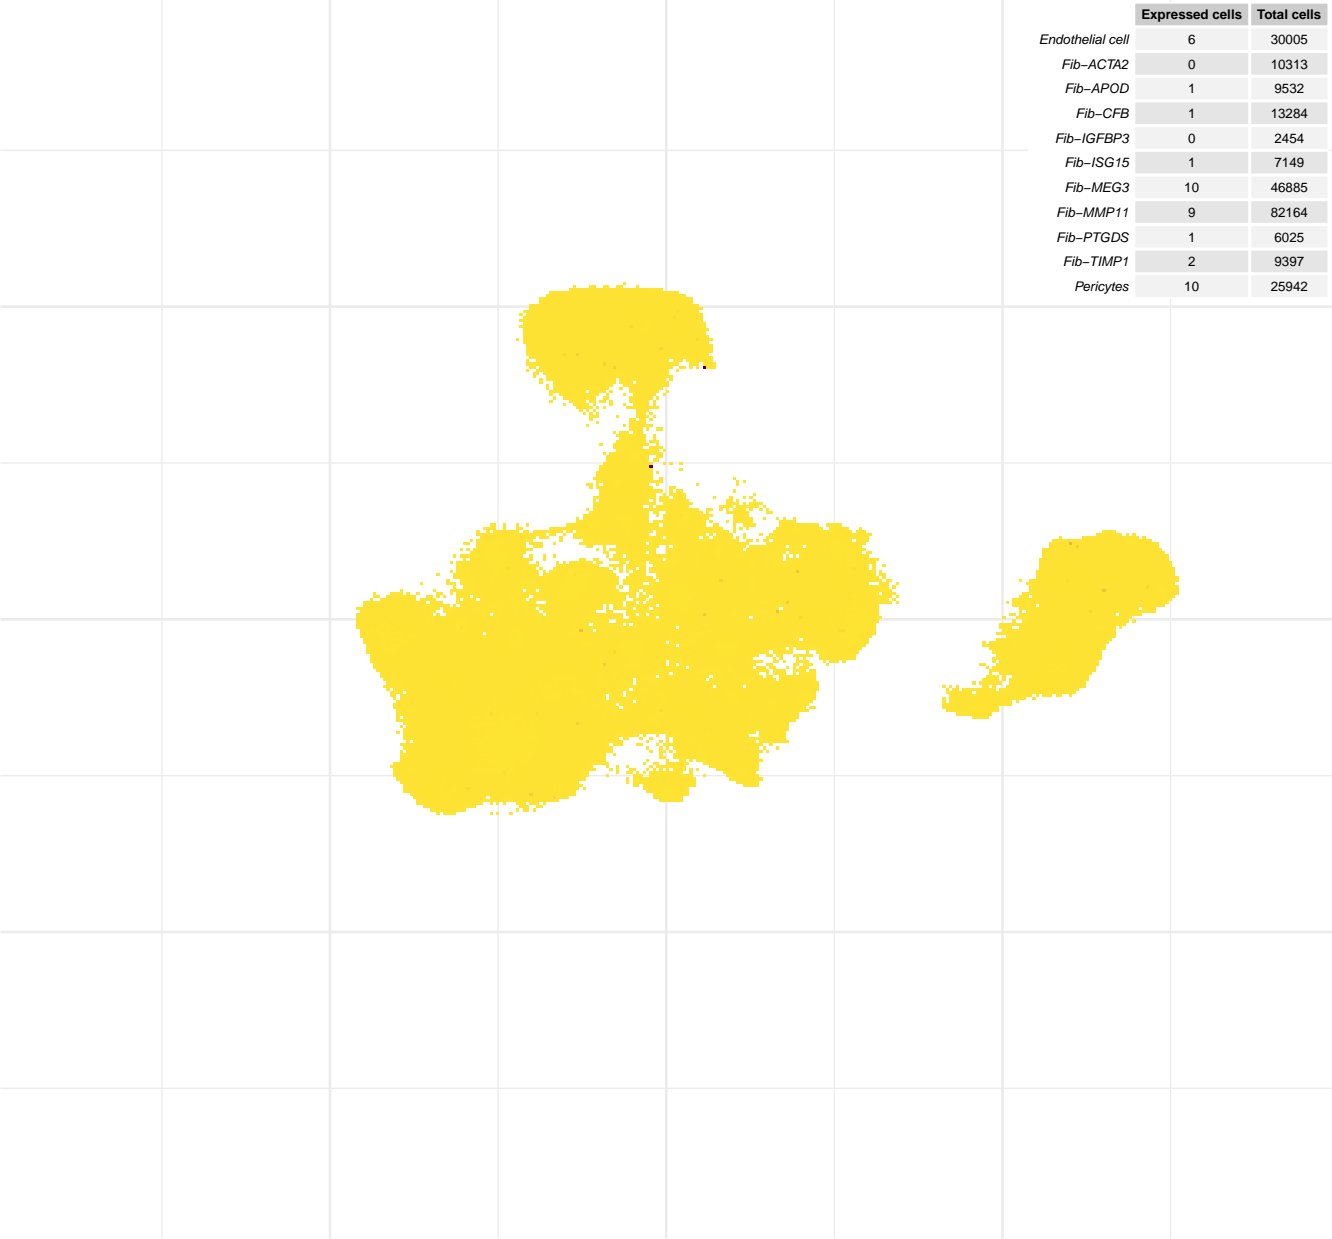 Expressed cells Total cells
Endothelial cell 6 30005
Fib−ACTA2 0 10313
Fib−APOD 1 9532
Fib−CFB 1 13284
Fib−IGFBP3 0 2454
Fib−ISG15 1 7149
Fib−MEG3 10 46885
Fib−MMP11 9 82164
Fib−PTGDS 1 6025
Fib−TIMP1 2 9397
Pericytes 10 25942